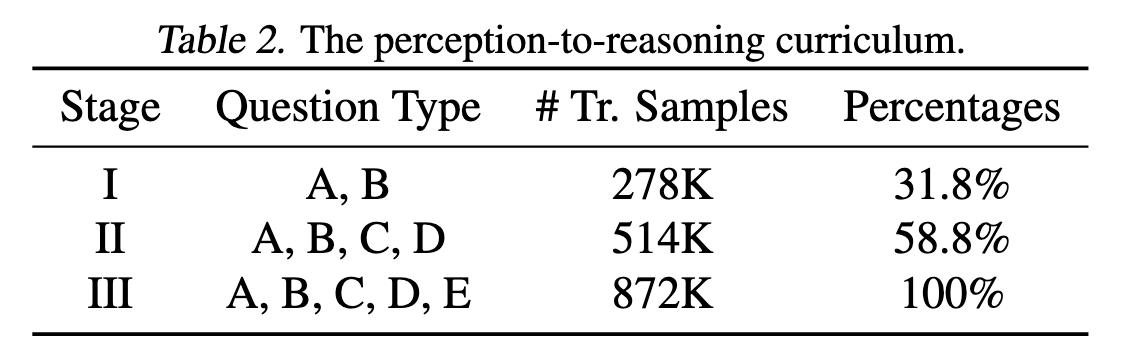 Table 2. The perception-to-reasoning curriculum.
Stage Question Type # Tr. Samples Percentages
I A, B 278K 31.8%
II A, B, C, D 514K 58.8%
III A, B, C, D, E 872K 100%